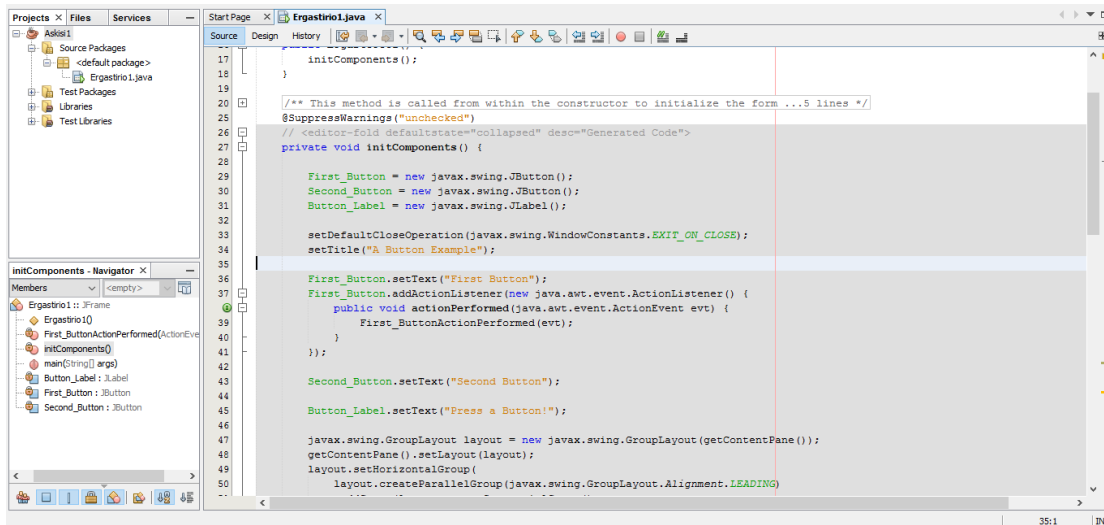 Projects × Files Services
Askisi1
Source Packages
<default package>
Ergastirio1.java
Test Packages
Libraries
Test Libraries
initComponents - Navigator ×
Members <empty>
Ergastirio1 :: JFrame
Ergastirio1()
First_ButtonActionPerformed(ActionEve
initComponents()
main(String[] args)
Button_Label : JLabel
First_Button : JButton
Second_Button : JButton
Start Page × Ergastirio1.java ×
Source Design History
17 initComponents();
18 }
19
20 /** This method is called from within the constructor to initialize the form ...5 lines */
25 @SuppressWarnings("unchecked")
26 // <editor-fold defaultstate="collapsed" desc="Generated Code">
27 private void initComponents() {
28
29 First_Button = new javax.swing.JButton();
30 Second_Button = new javax.swing.JButton();
31 Button_Label = new javax.swing.JLabel();
32
33 setDefaultCloseOperation(javax.swing.WindowConstants.EXIT_ON_CLOSE);
34 setTitle("A Button Example");
35
36 First_Button.setText("First Button");
37 First_Button.addActionListener(new java.awt.event.ActionListener() {
public void actionPerformed(java.awt.event.ActionEvent evt) {
39 First_ButtonActionPerformed(evt);
40 }
41 });
42
43 Second_Button.setText("Second Button");
44
45 Button_Label.setText("Press a Button!");
46
47 javax.swing.GroupLayout layout = new javax.swing.GroupLayout(getContentPane());
48 getContentPane().setLayout(layout);
49 layout.setHorizontalGroup(
50 layout.createParallelGroup(javax.swing.GroupLayout.Alignment.LEADING)
35:1 IN